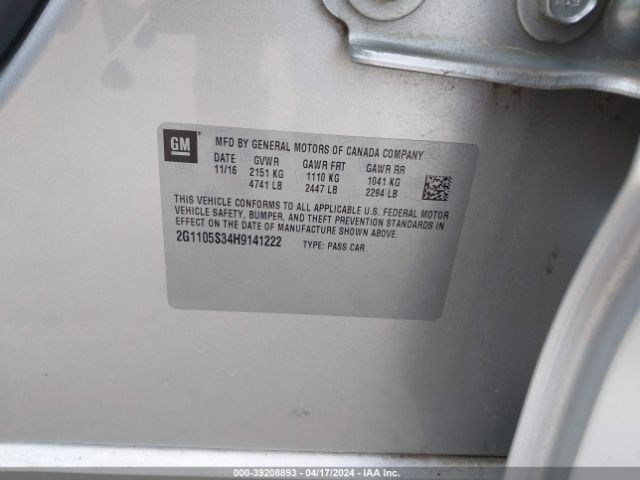 GM
MFD BY GENERAL MOTORS OF CANADA COMPANY
DATE GVWR GAWR FRT GAWR RR
11/16 2151 KG 1110 KG 1041 KG
4741 LB 2447 LB 2294 LB
THIS VEHICLE CONFORMS TO ALL APPLICABLE U.S. FEDERAL MOTOR
VEHICLE SAFETY, BUMPER, AND THEFT PREVENTION STANDARDS IN
EFFECT ON THE DATE OF MANUFACTURE SHOWN ABOVE.
2G1105S34H9141222 TYPE: PASS CAR
000-39208893 - 04/17/2024 - IAA Inc.